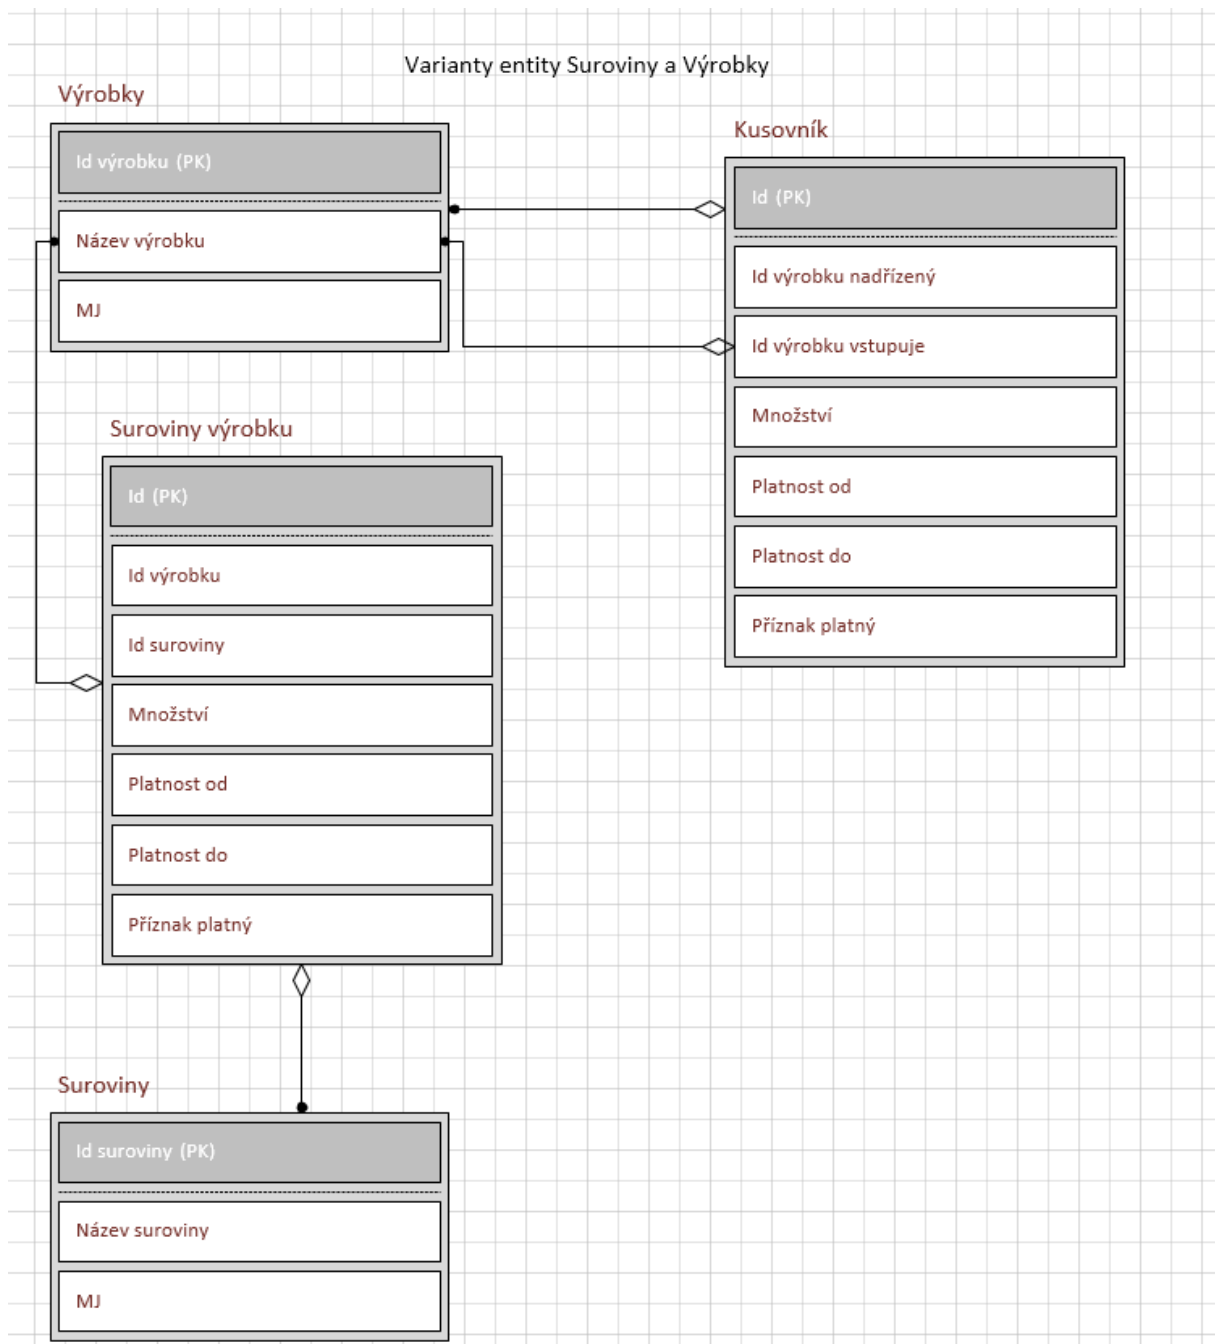 Varianty entity Suroviny a Výrobky
Výrobky
Id výrobku (PK)
Název výrobku
MJ
Kusovník
Id (PK)
Id výrobku nadřízený
Id výrobku vstupuje
Množství
Platnost od
Platnost do
Příznak platný
Suroviny výrobku
Id (PK)
Id výrobku
Id suroviny
Množství
Platnost od
Platnost do
Příznak platný
Suroviny
Id suroviny (PK)
Název suroviny
MJ